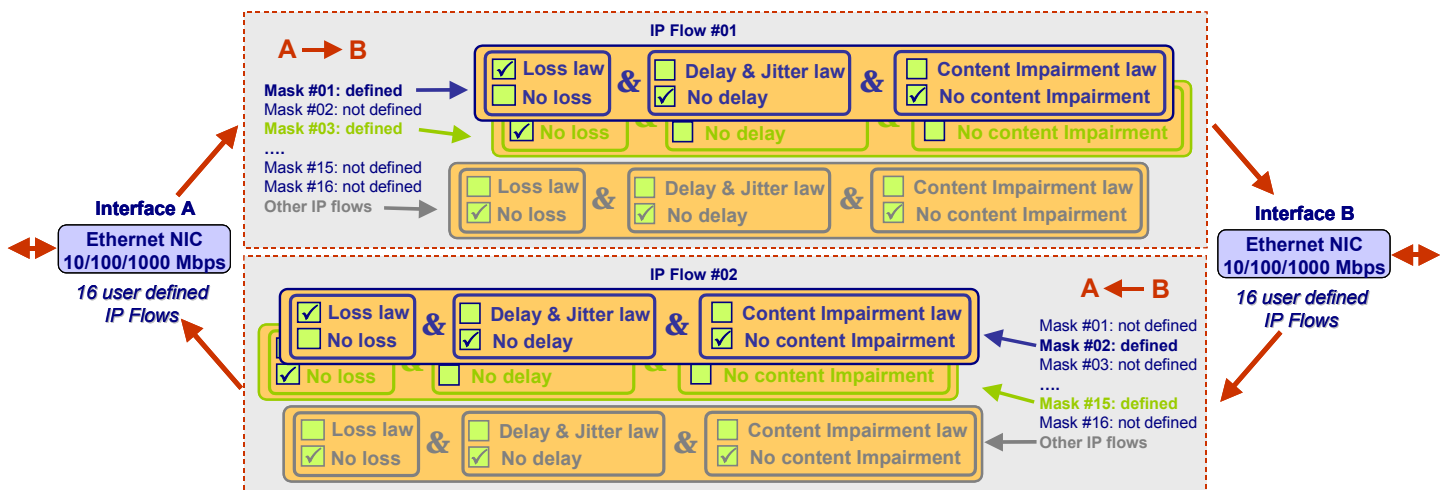 IP Flow #01
A B
Mask #01: defined
Mask #02: not defined
Mask #03: defined
....
Mask #15: not defined
Mask #16: not defined
Other IP flows
Loss law & Delay & Jitter law & Content Impairment law
No loss No delay No content Impairment
No loss & No delay & No content Impairment
Loss law & Delay & Jitter law & Content Impairment law
No loss No delay No content Impairment
Interface A
Ethernet NIC
10/100/1000 Mbps
16 user defined
IP Flows
Interface B
Ethernet NIC
10/100/1000 Mbps
16 user defined
IP Flows
IP Flow #02
A B
Loss law & Delay & Jitter law & Content Impairment law
No loss No delay No content Impairment
No loss & No delay & No content Impairment
Loss law & Delay & Jitter law & Content Impairment law
No loss No delay No content Impairment
Mask #01: not defined
Mask #02: defined
Mask #03: not defined
....
Mask #15: defined
Mask #16: not defined
Other IP flows